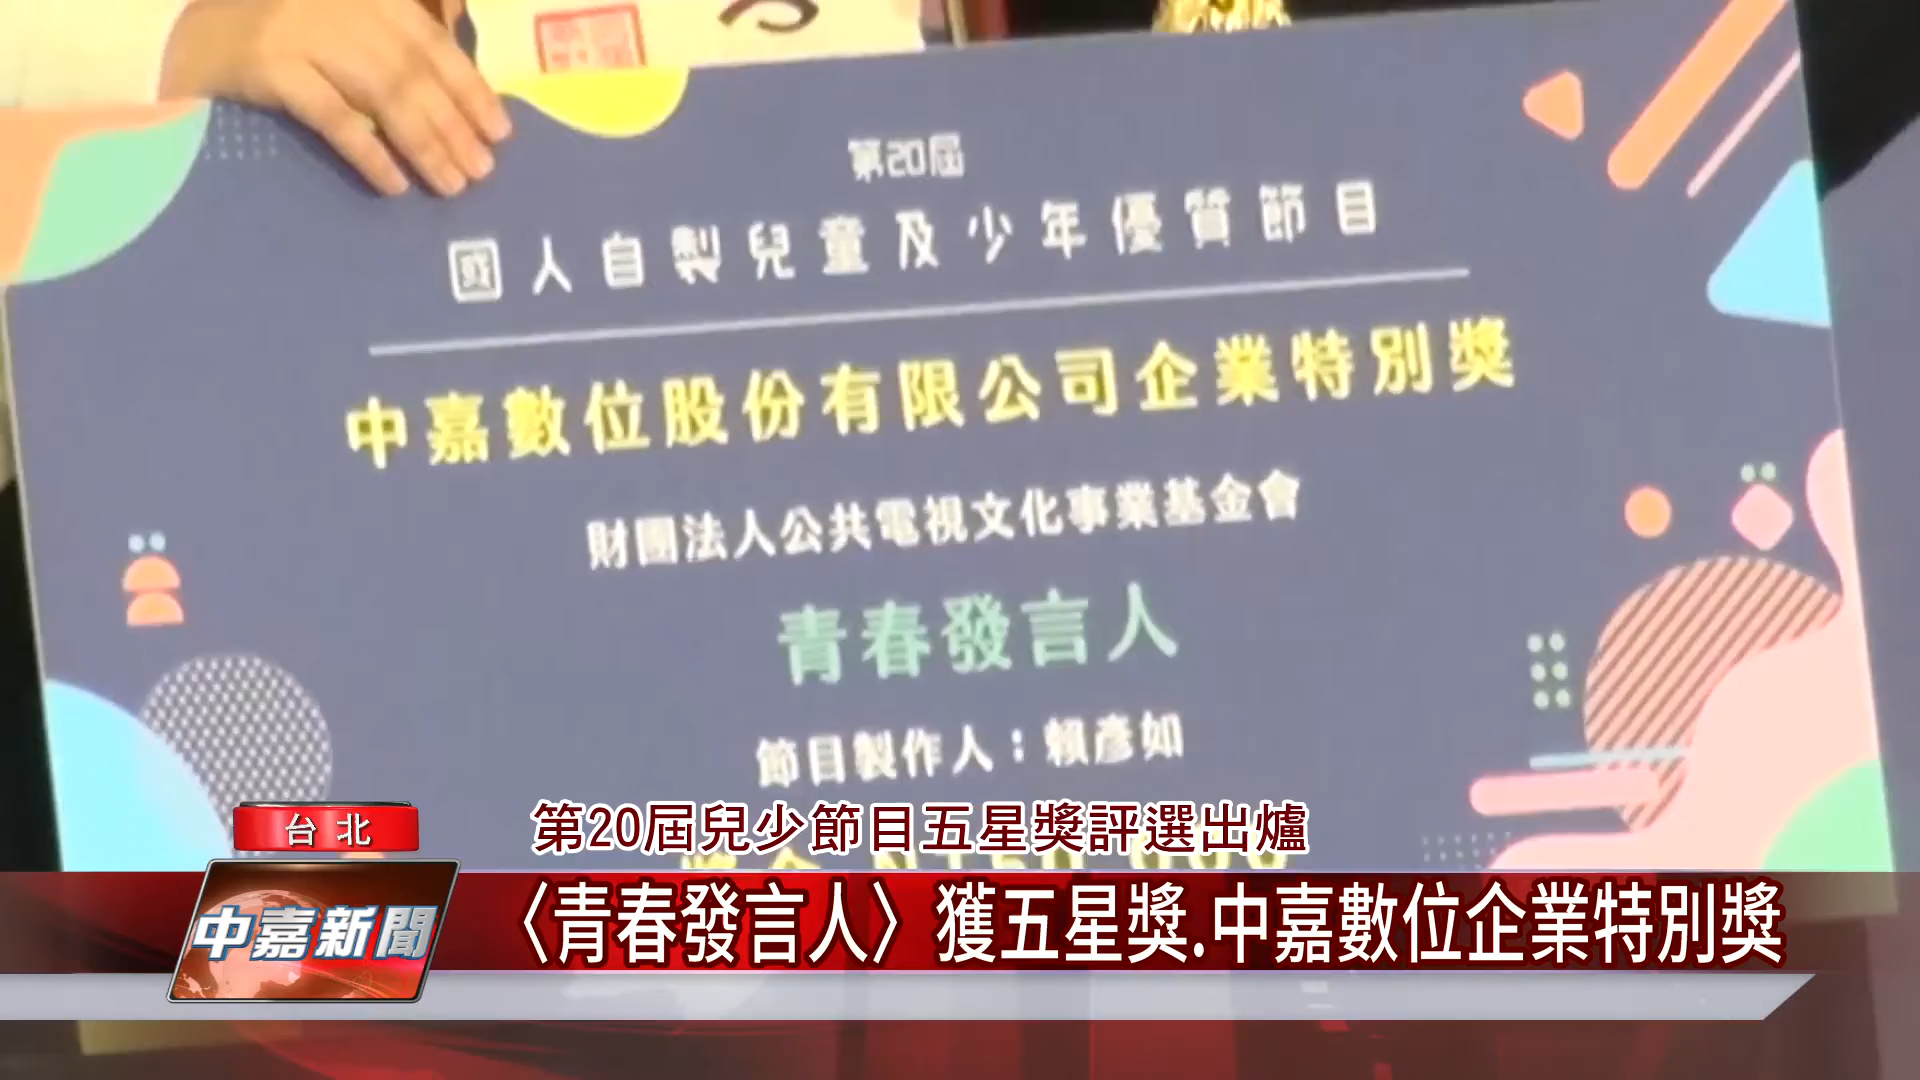 第20屆
國人自製兒童及少年優質節目
中嘉數位股份有限公司企業特別獎
財團法人公共電視文化事業基金會
青春發言人
節目製作人：賴彥如
台北
第20屆兒少節目五星獎評選出爐
中嘉新聞
〈青春發言人〉獲五星獎.中嘉數位企業特別獎